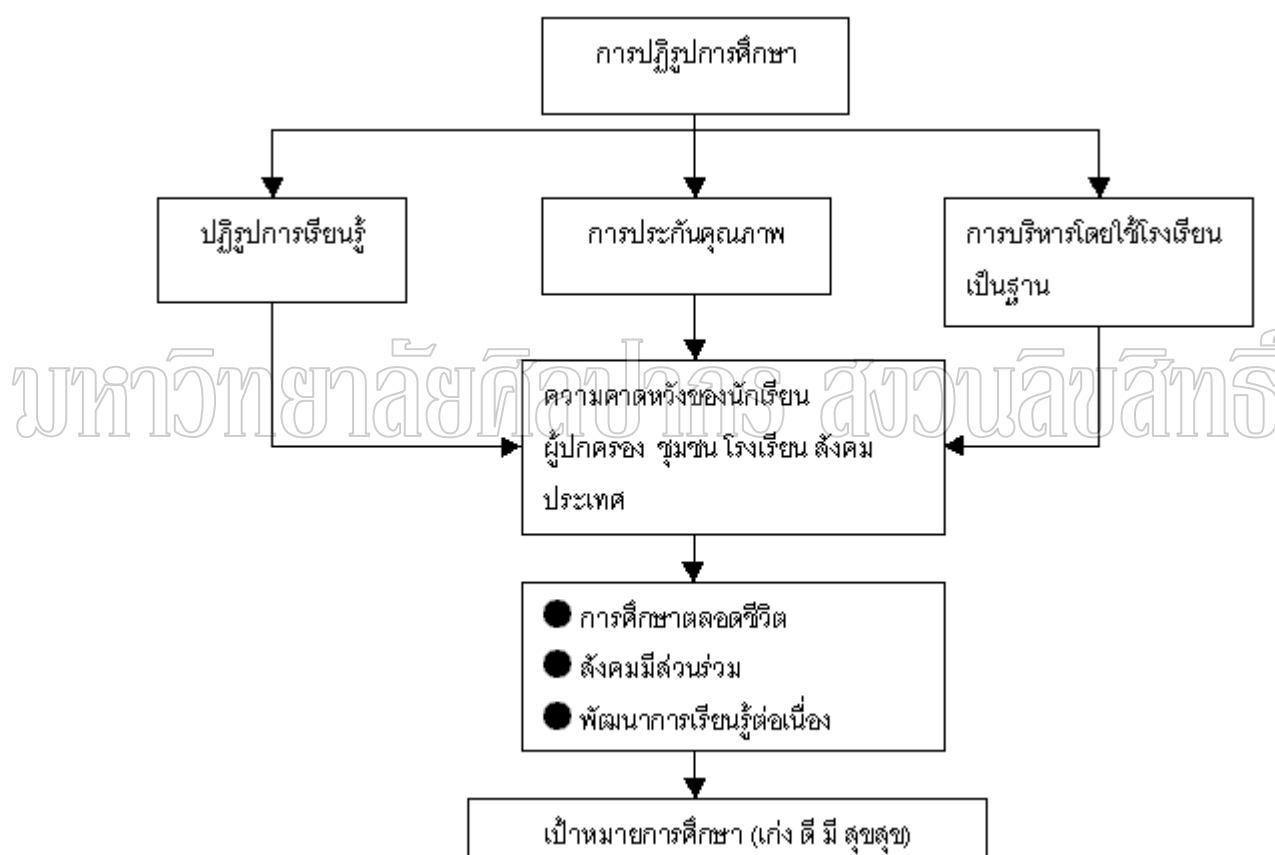 การปฏิรูปการศึกษา
ปฏิรูปการเรียนรู้
การประกันคุณภาพ
การบริหารโดยใช้โรงเรียน
เป็นฐาน
มหาวิทยาลัยศิลปากร สงวนลิขสิทธิ์
ความคาดหวังของนักเรียน
ผู้ปกครอง ชุมชน โรงเรียน สังคม
ประเทศ
● การศึกษาตลอดชีวิต
● สังคมมีส่วนร่วม
● พัฒนาการเรียนรู้ต่อเนื่อง
เป้าหมายการศึกษา (เก่ง ดี มี สุขสุข)